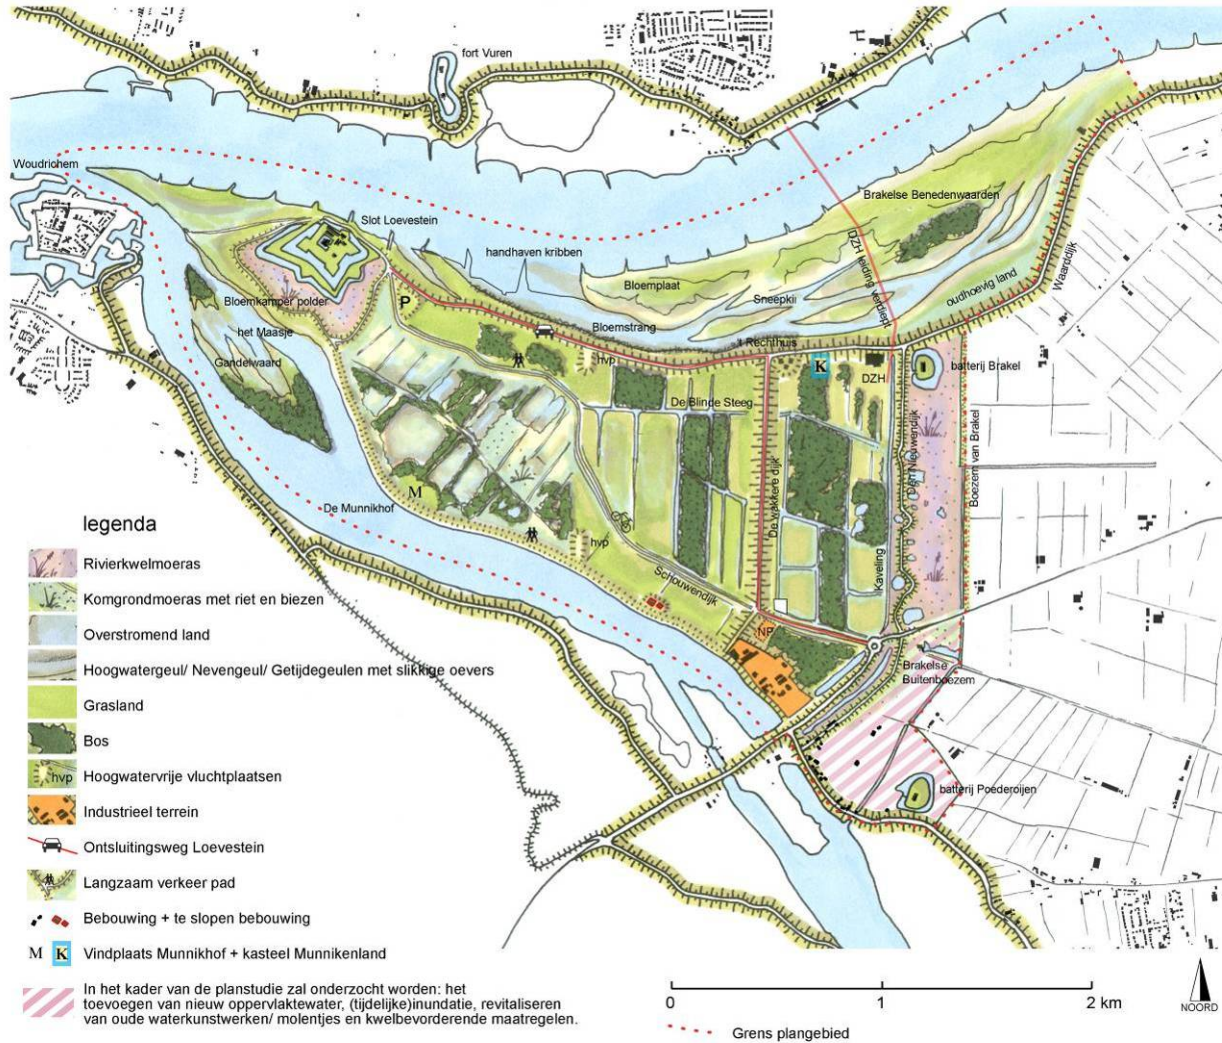 fort Vuren
Woudrichem
Slot Loevestein
Brakelse Benedenwaarden
handhaven kribben
DZH leiding verdiept
Waarddijk
Bloemplaat
oudhoevig land
Sneepkil
Bloemkamper polder
P
het Maasje
Bloemstrang
't Rechthuis
Gandelwaard
hvp
K
DZH
batterij Brakel
De Blinde Steeg
Boezem van Brakel
De wakkere dijk
M
De Munnikhof
hvp
Kaveling
Schouwendijk
NP
Brakelse
Buitenboezem
batterij Poederoijen
legenda
Rivierkwelmoeras
Komgrondmoeras met riet en biezen
Overstromend land
Hoogwatergeul/ Nevengeul/ Getijdegeulen met slikkige oevers
Grasland
Bos
hvp Hoogwatervrije vluchtplaatsen
Industrieel terrein
Ontsluitingsweg Loevestein
Langzaam verkeer pad
Bebouwing + te slopen bebouwing
M K Vindplaats Munnikhof + kasteel Munnikenland
In het kader van de planstudie zal onderzocht worden: het
toevoegen van nieuw oppervlaktewater, (tijdelijke)inundatie, revitaliseren
van oude waterkunstwerken/ molentjes en kwelbevorderende maatregelen.
0 1 2 km
Grens plangebied
NOORD